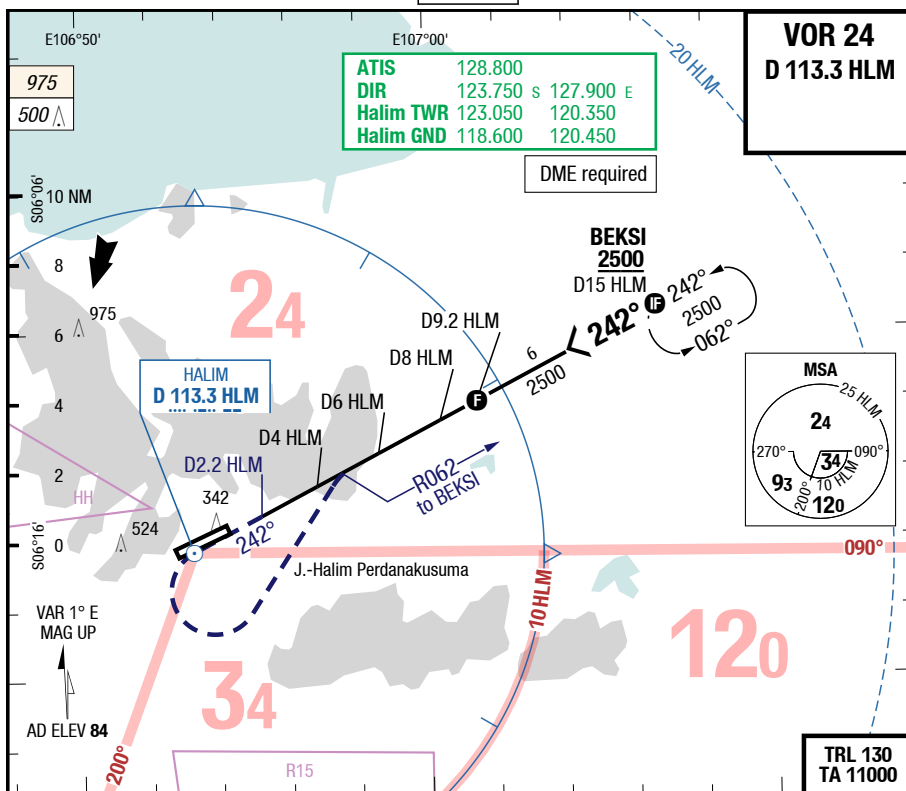 E106°50'
E107°00'
VOR 24
D 113.3 HLM
975
500
ATIS 128.800
DIR 123.750 S 127.900 E
Halim TWR 123.050 120.350
Halim GND 118.600 120.450
20 HLM
DME required
S06°06'
10 NM
8
6
4
2
0
S06°16'
BEKSI
2500
D15 HLM
IF
242°
2500
062°
242°
6
2500
D9.2 HLM
F
D8 HLM
D6 HLM
D4 HLM
D2.2 HLM
24
975
HALIM
D 113.3 HLM
R062
to BEKSI
MSA
25 HLM
24
270°
090°
34
10 HLM
93
200°
120
HH
342
524
242°
J.-Halim Perdanakusuma
090°
10 HLM
VAR 1° E
MAG UP
AD ELEV 84
34
120
200°
R15
TRL 130
TA 11000